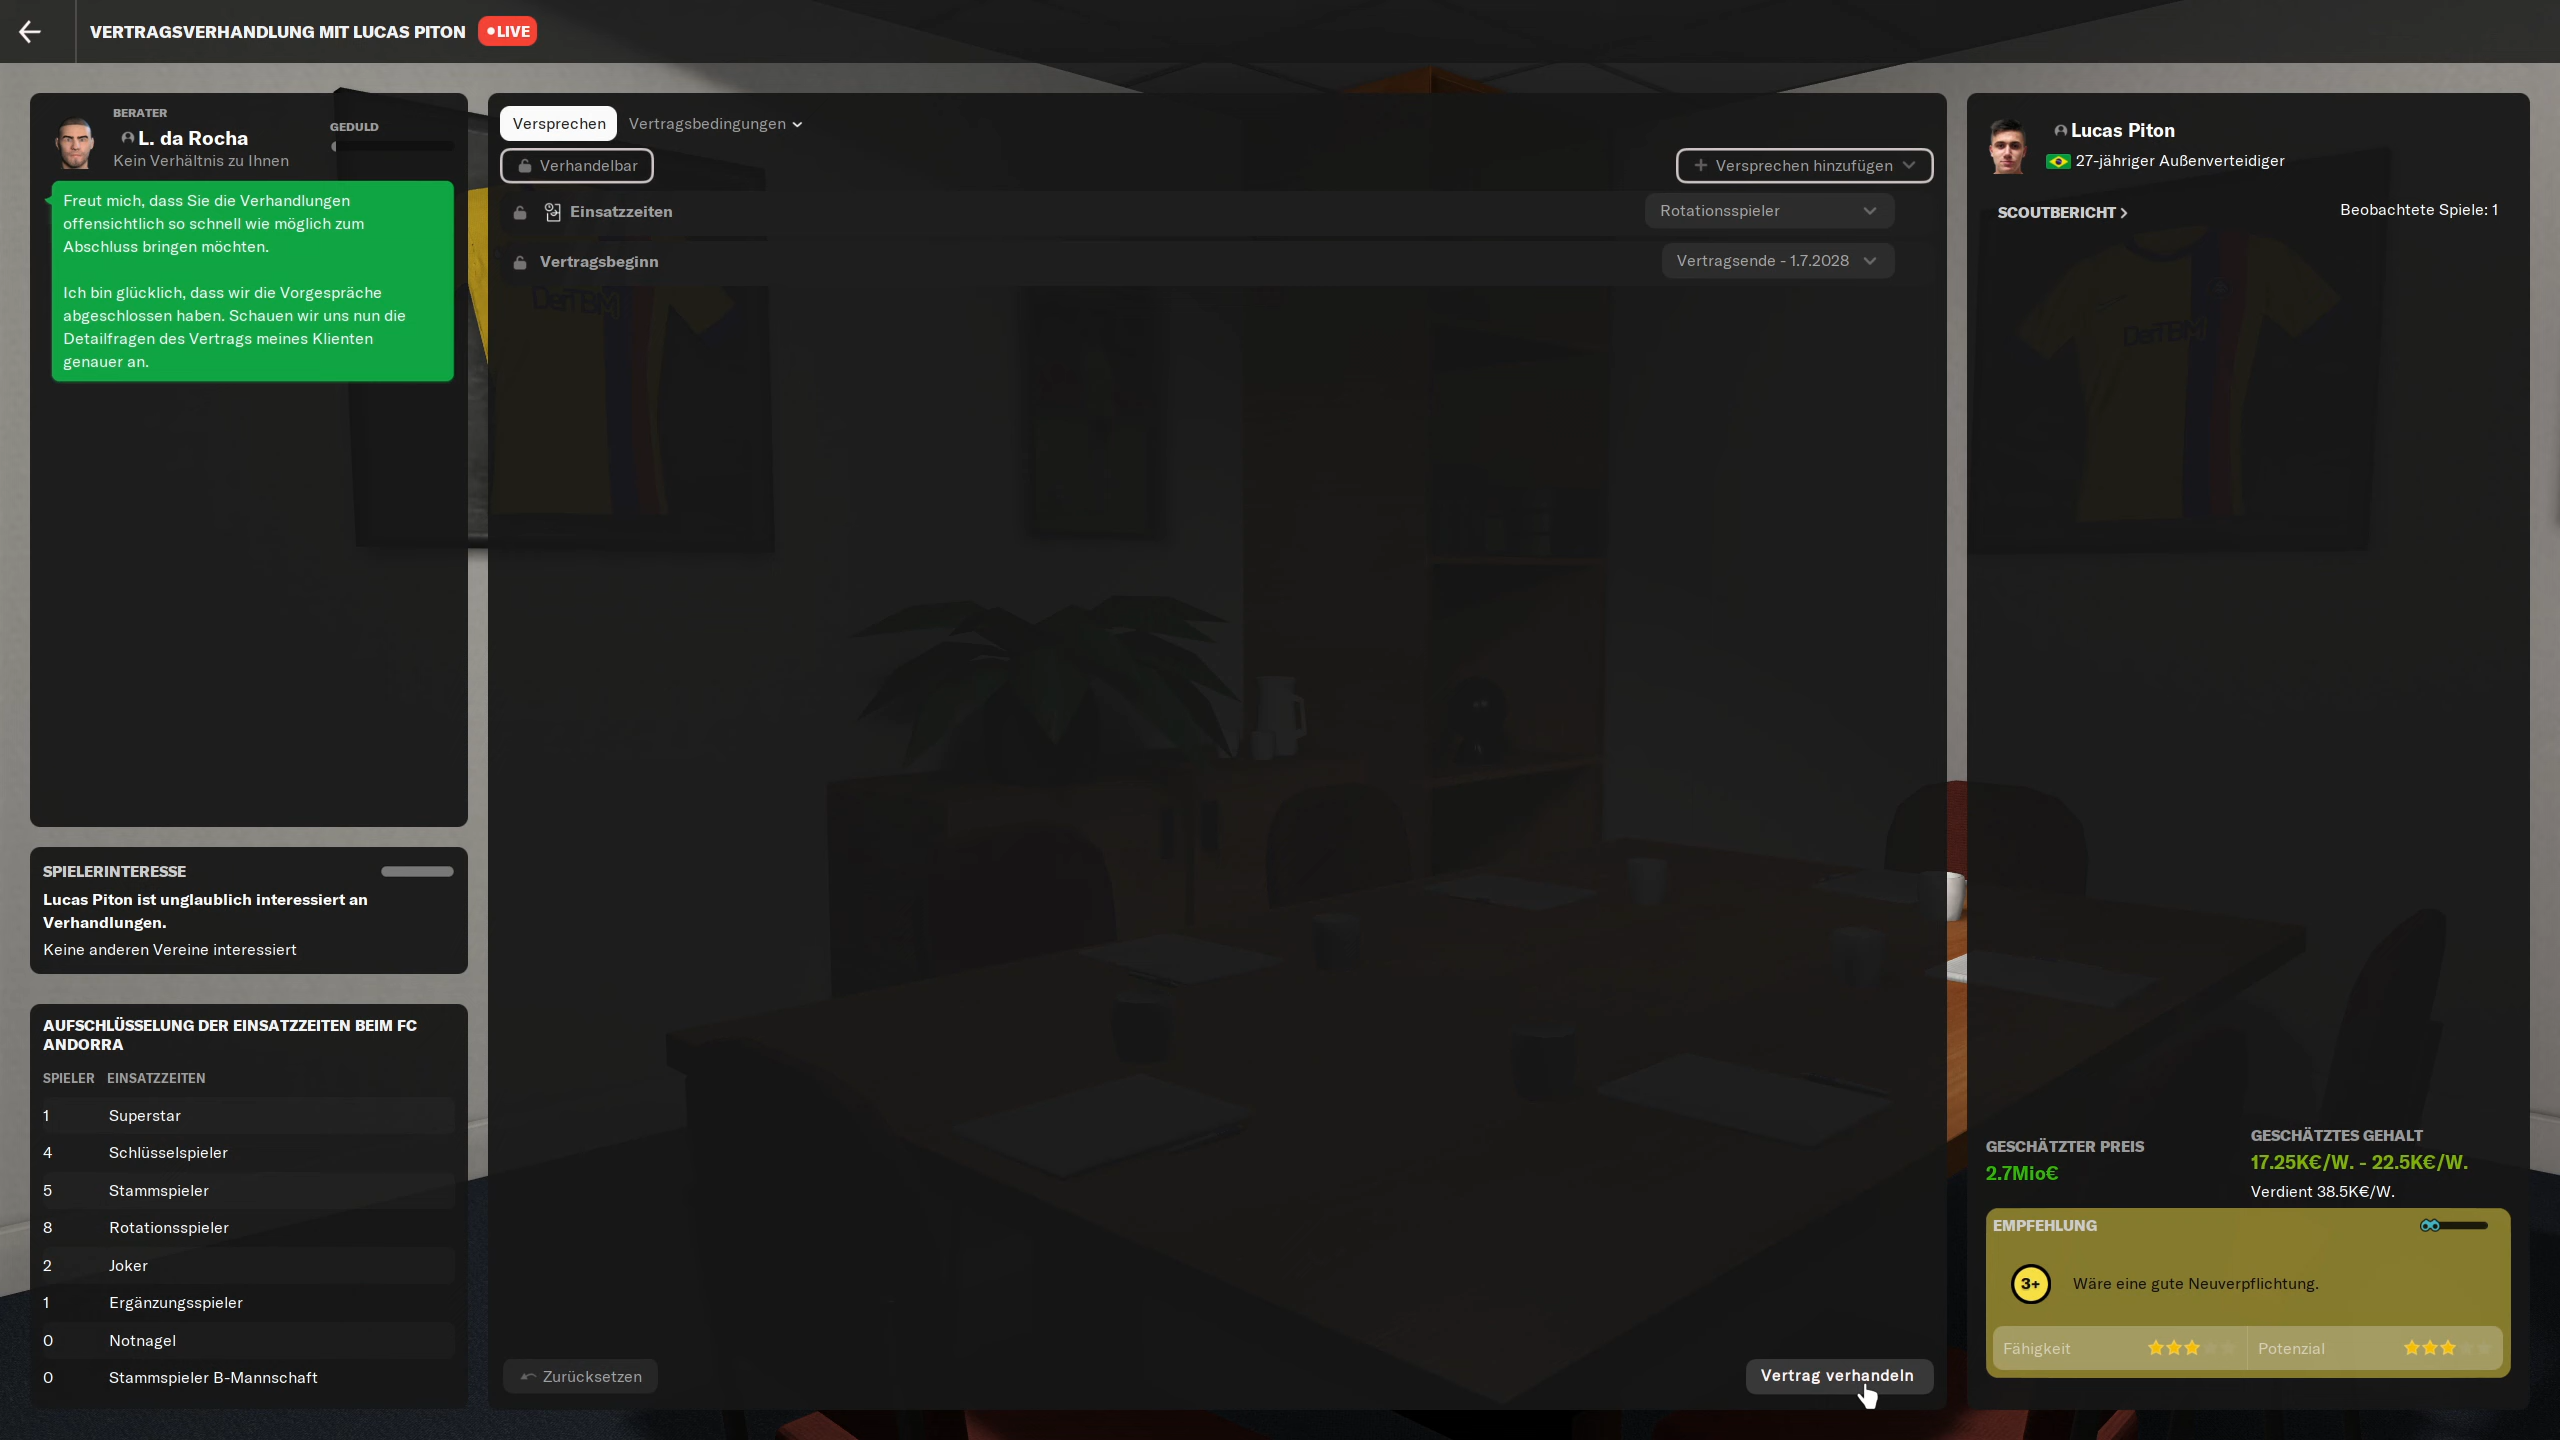 VERTRAGSVERHANDLUNG MIT LUCAS PITON
LIVE
BERATER
L. da Rocha
Kein Verhältnis zu Ihnen
GEDULD
Freut mich, dass Sie die Verhandlungen
offensichtlich so schnell wie möglich zum
Abschluss bringen möchten.
Ich bin glücklich, dass wir die Vorgespräche
abgeschlossen haben. Schauen wir uns nun die
Detailfragen des Vertrags meines Klienten
genauer an.
SPIELERINTERESSE
Lucas Piton ist unglaublich interessiert an
Verhandlungen.
Keine anderen Vereine interessiert
AUFSCHLÜSSELUNG DER EINSATZZEITEN BEIM FC
ANDORRA
SPIELER EINSATZZEITEN
1 Superstar
4 Schlüsselspieler
5 Stammspieler
8 Rotationsspieler
2 Joker
1 Ergänzungsspieler
0 Notnagel
0 Stammspieler B-Mannschaft
Versprechen Vertragsbedingungen
Verhandelbar
Versprechen hinzufügen
Einsatzzeiten Rotationsspieler
Vertragsbeginn Vertragsende - 1.7.2028
DenTBM
Zurücksetzen
Vertrag verhandeln
Lucas Piton
27-jähriger Außenverteidiger
SCOUTBERICHT
Beobachtete Spiele: 1
DenTBM
GESCHÄTZTER PREIS
2.7Mio€
GESCHÄTZTES GEHALT
17.25K€/W. - 22.5K€/W.
Verdient 38.5K€/W.
EMPFEHLUNG
3+
Wäre eine gute Neuverpflichtung.
Fähigkeit
Potenzial